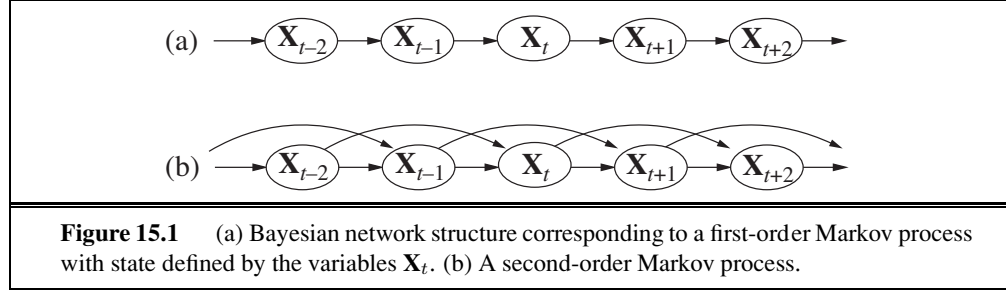 (a) X_{t–2} X_{t–1} X_t X_{t+1} X_{t+2}
(b) X_{t–2} X_{t–1} X_t X_{t+1} X_{t+2}
Figure 15.1 (a) Bayesian network structure corresponding to a first-order Markov process
with state defined by the variables X_t. (b) A second-order Markov process.